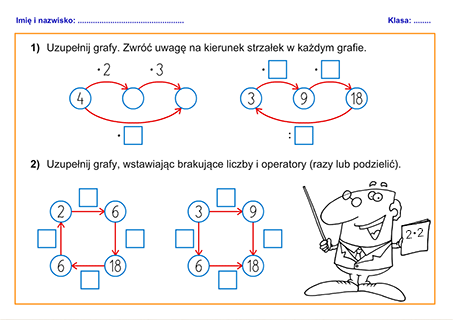 Imię i nazwisko: ................................................ Klasa: ........
1) Uzupełnij grafy. Zwróć uwagę na kierunek strzałek w każdym grafie.
· 2 · 3 · ·
4 3 9 18
· :
2) Uzupełnij grafy, wstawiając brakujące liczby i operatory (razy lub podzielić).
2 6 3 9
2·2
6 18 6 18